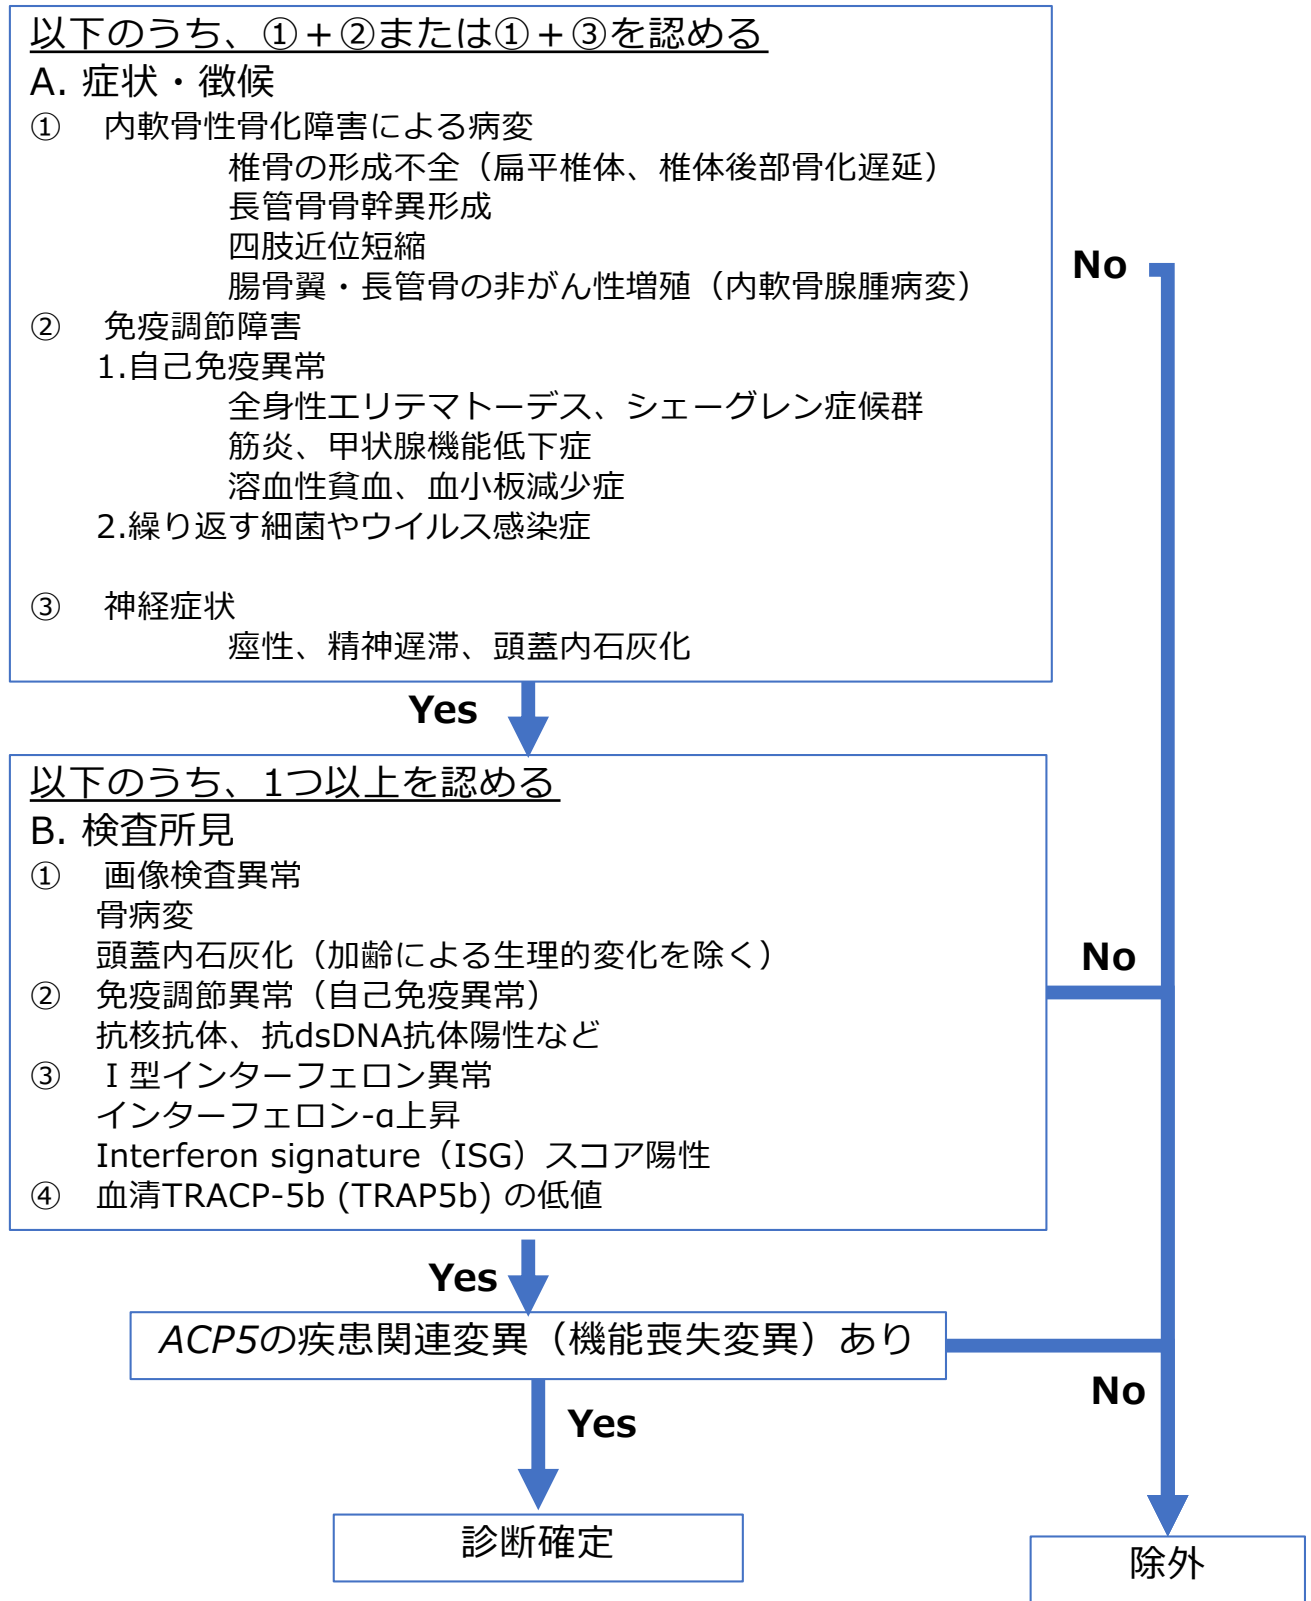 以下のうち、①+②または①+③を認める
A. 症状・徴候
① 内軟骨性骨化障害による病変
椎骨の形成不全（扁平椎体、椎体後部骨化遅延）
長管骨骨幹異形成
四肢近位短縮
腸骨翼・長管骨の非がん性増殖（内軟骨腺腫病変）
② 免疫調節障害
1.自己免疫異常
全身性エリテマトーデス、シェーグレン症候群
筋炎、甲状腺機能低下症
溶血性貧血、血小板減少症
2.繰り返す細菌やウイルス感染症
③ 神経症状
痙性、精神遅滞、頭蓋内石灰化
No
Yes
以下のうち、1つ以上を認める
B. 検査所見
① 画像検査異常
骨病変
頭蓋内石灰化（加齢による生理的変化を除く）
② 免疫調節異常（自己免疫異常）
抗核抗体、抗dsDNA抗体陽性など
③ Ⅰ型インターフェロン異常
インターフェロン-α上昇
Interferon signature（ISG）スコア陽性
④ 血清TRACP-5b (TRAP5b) の低値
No
Yes
ACP5の疾患関連変異（機能喪失変異）あり
No
Yes
診断確定
除外